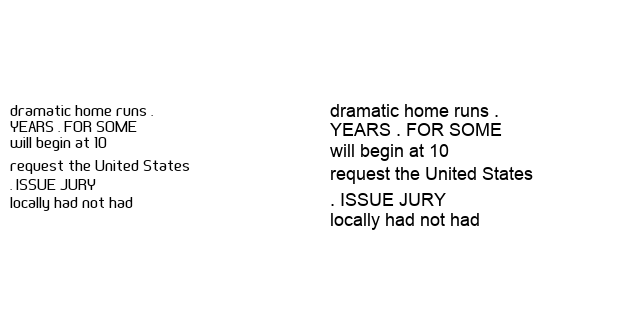 dramatic home runs .
YEARS . FOR SOME
will begin at 10
request the United States
. ISSUE JURY
locally had not had
dramatic home runs .
YEARS . FOR SOME
will begin at 10
request the United States
. ISSUE JURY
locally had not had